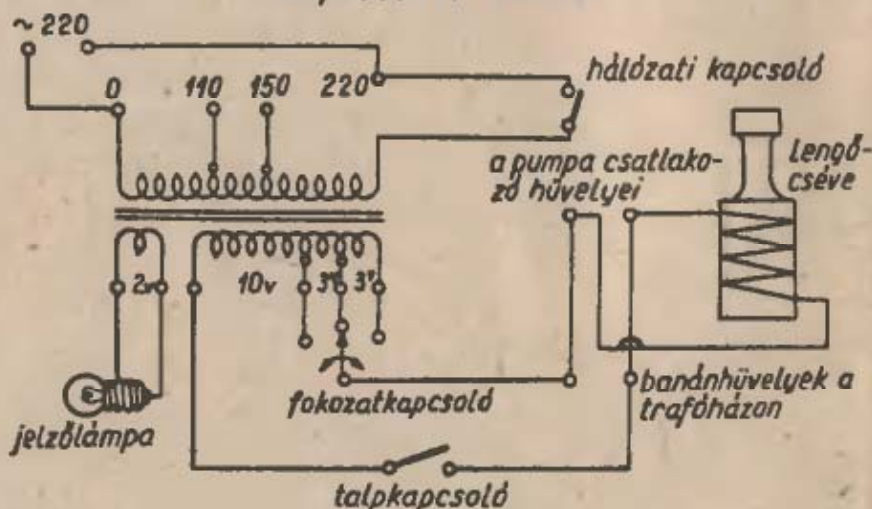 ~ 220
0 110 150 220
hálózati kapcsoló
a pumpa csatlako-
zó hüvelyei
lengő-
cséve
2v 10v 3v 3v
fokozatkapcsoló
banánhüvelyek a
trafóházon
jelzőlámpa
talpkapcsoló